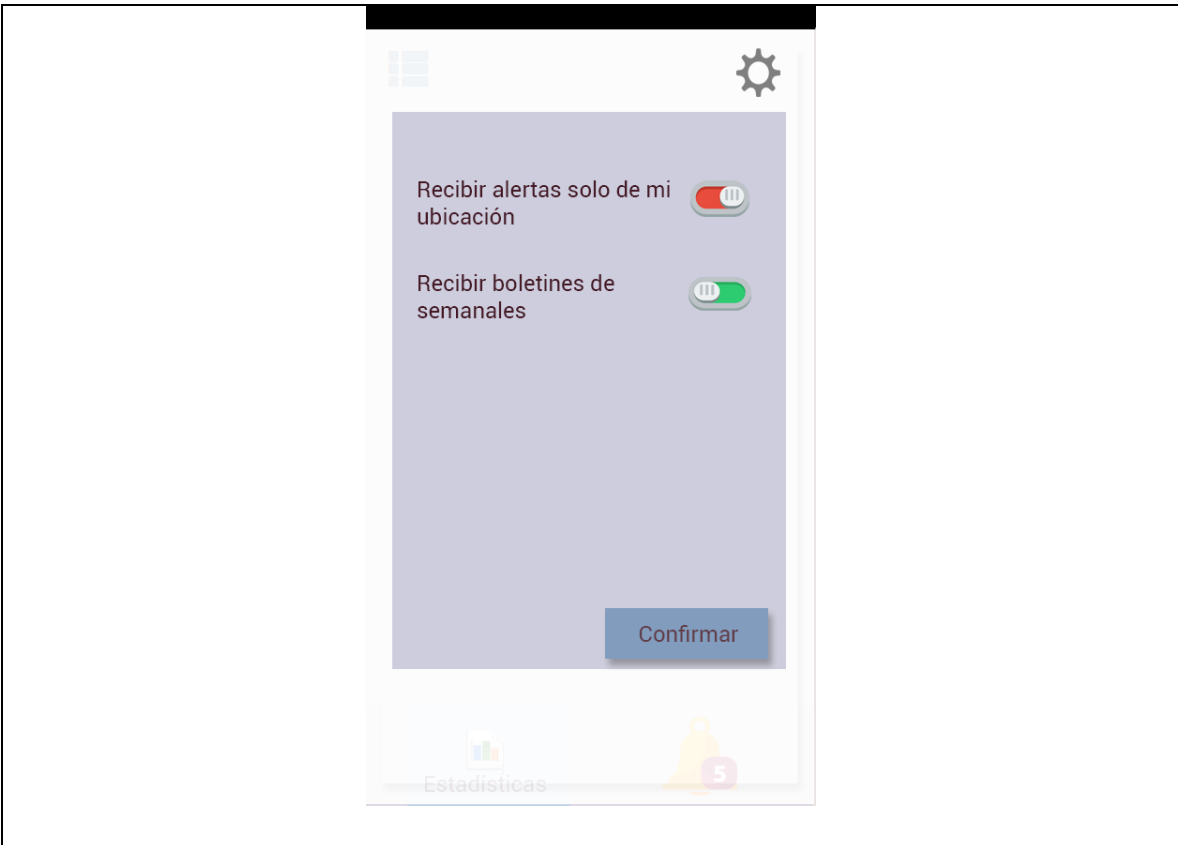 Recibir alertas solo de mi
ubicación
Recibir boletines de
semanales
Confirmar
Estadísticas
5